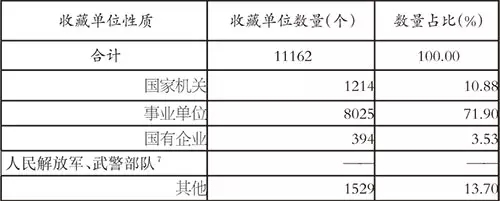 收藏单位性质 收藏单位数量(个) 数量占比(%)
合计 11162 100.00
国家机关 1214 10.88
事业单位 8025 71.90
国有企业 394 3.53
人民解放军、武警部队⁷ —— ——
其他 1529 13.70